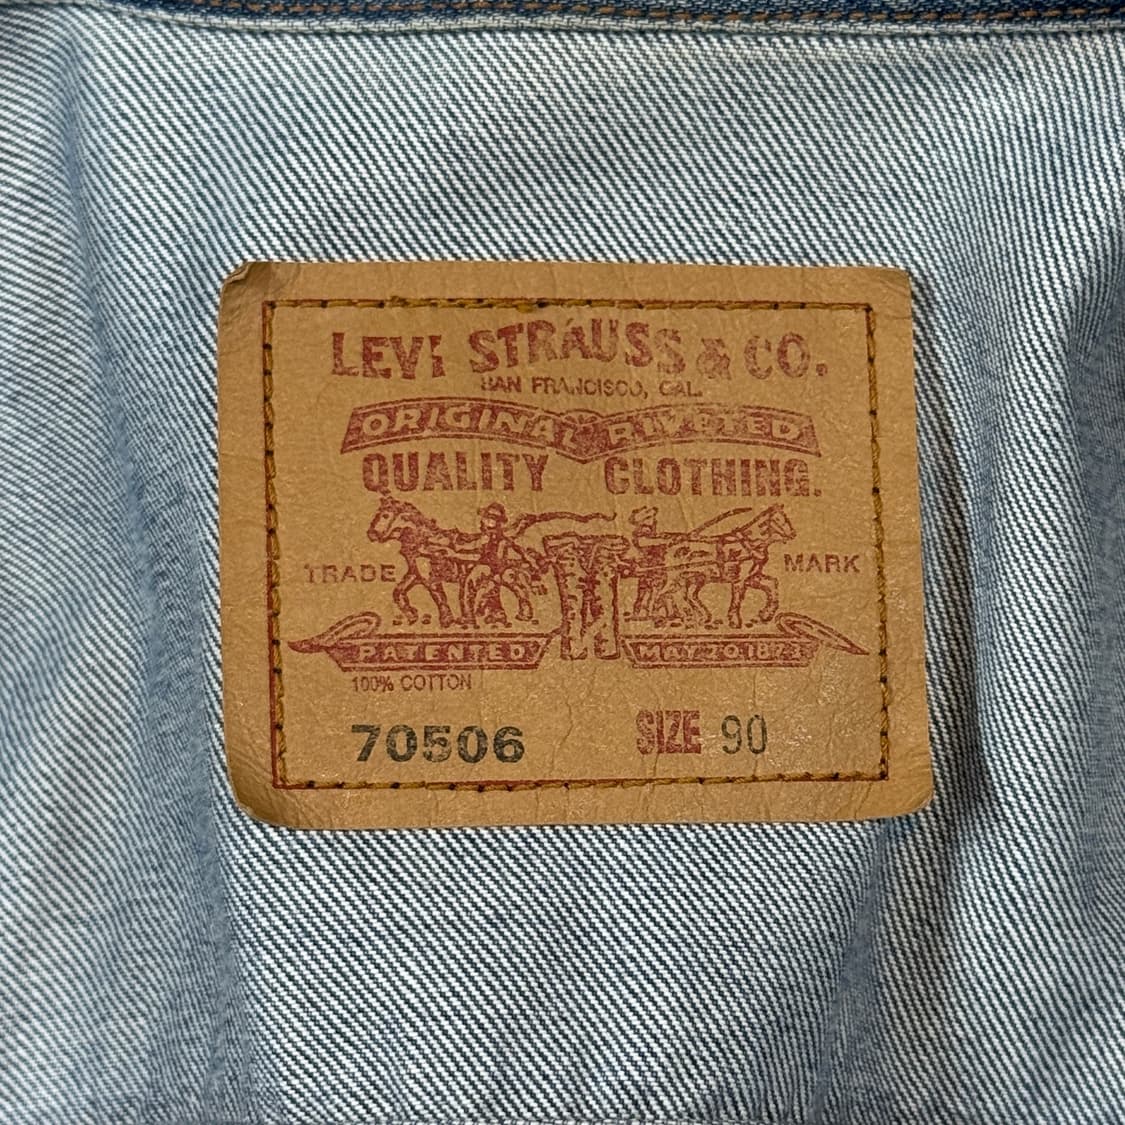 LEVI STRAUSS & CO.
SAN FRANCISCO, CAL.
ORIGINAL RIVETED
QUALITY CLOTHING.
TRADE MARK
PATENTED MAY 20 1873
100% COTTON
70506 SIZE 90